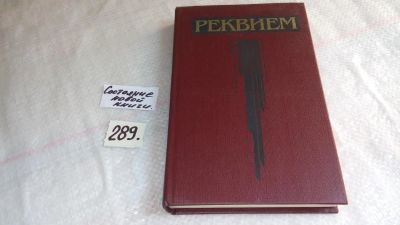 РЕКВИЕМ
Состояние
новой
книги.
289.